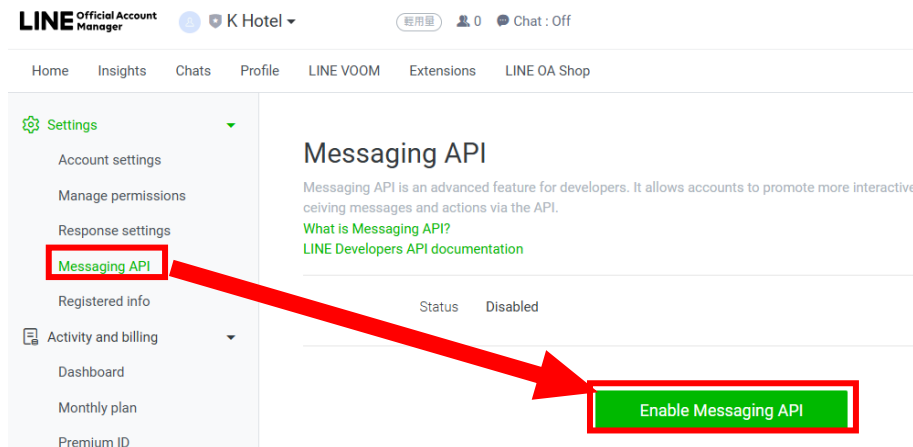 LINE Official Account Manager
K Hotel
輕用量
0
Chat : Off
Home
Insights
Chats
Profile
LINE VOOM
Extensions
LINE OA Shop
Settings
Account settings
Manage permissions
Response settings
Messaging API
Registered info
Activity and billing
Dashboard
Monthly plan
Premium ID
Messaging API
Messaging API is an advanced feature for developers. It allows accounts to promote more interactive
ceiving messages and actions via the API.
What is Messaging API?
LINE Developers API documentation
Status Disabled
Enable Messaging API